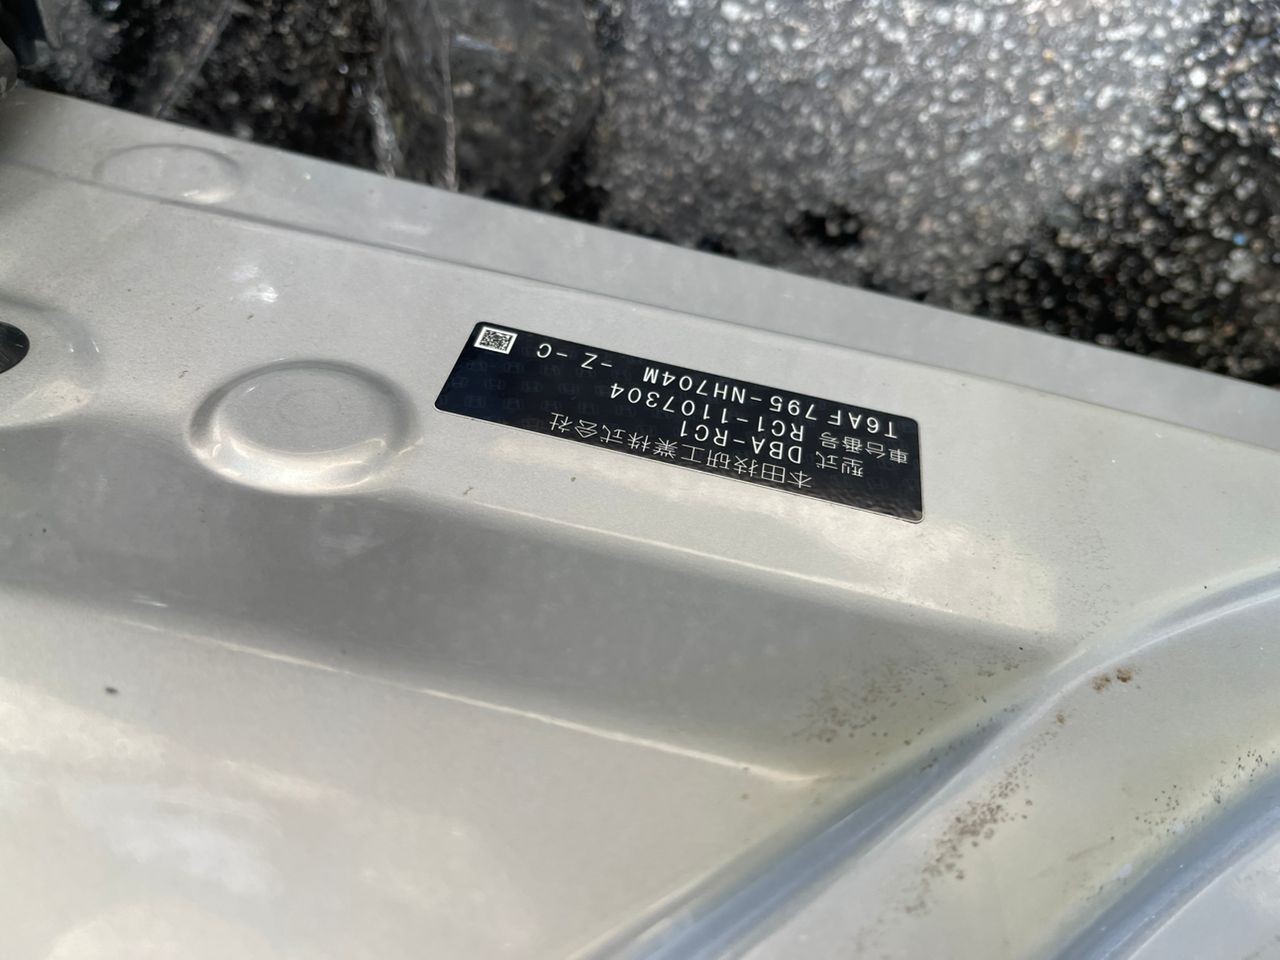 本田技研工業株式会社
型式 DBA-RC1
車台番号 RC1-1107304
T6AF795-NH704M -Z -C